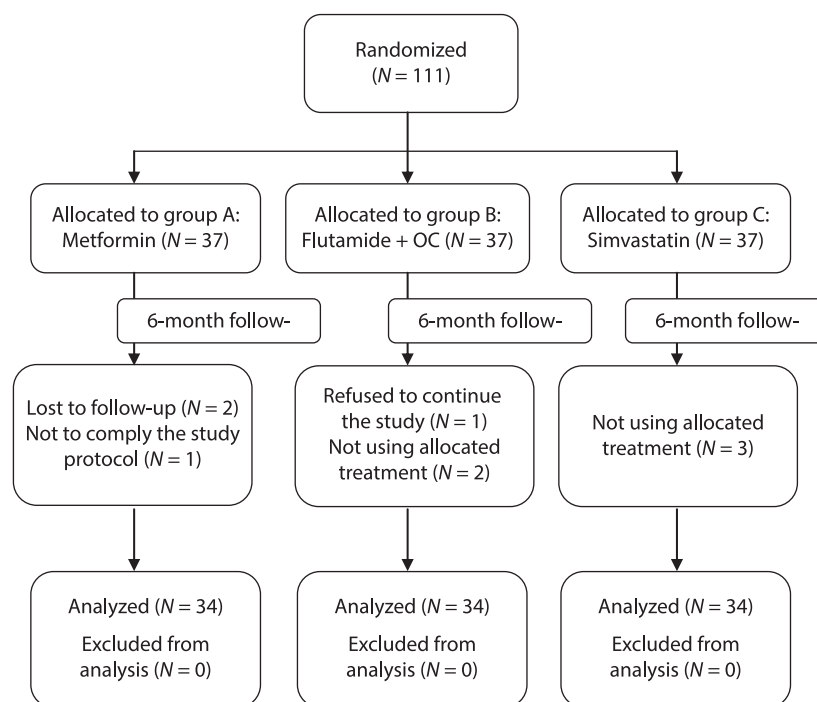 Randomized
(N = 111)
Allocated to group A:
Metformin (N = 37)
Allocated to group B:
Flutamide + OC (N = 37)
Allocated to group C:
Simvastatin (N = 37)
6-month follow-
6-month follow-
6-month follow-
Lost to follow-up (N = 2)
Not to comply the study
protocol (N = 1)
Refused to continue
the study (N = 1)
Not using allocated
treatment (N = 2)
Not using allocated
treatment (N = 3)
Analyzed (N = 34)
Excluded from
analysis (N = 0)
Analyzed (N = 34)
Excluded from
analysis (N = 0)
Analyzed (N = 34)
Excluded from
analysis (N = 0)